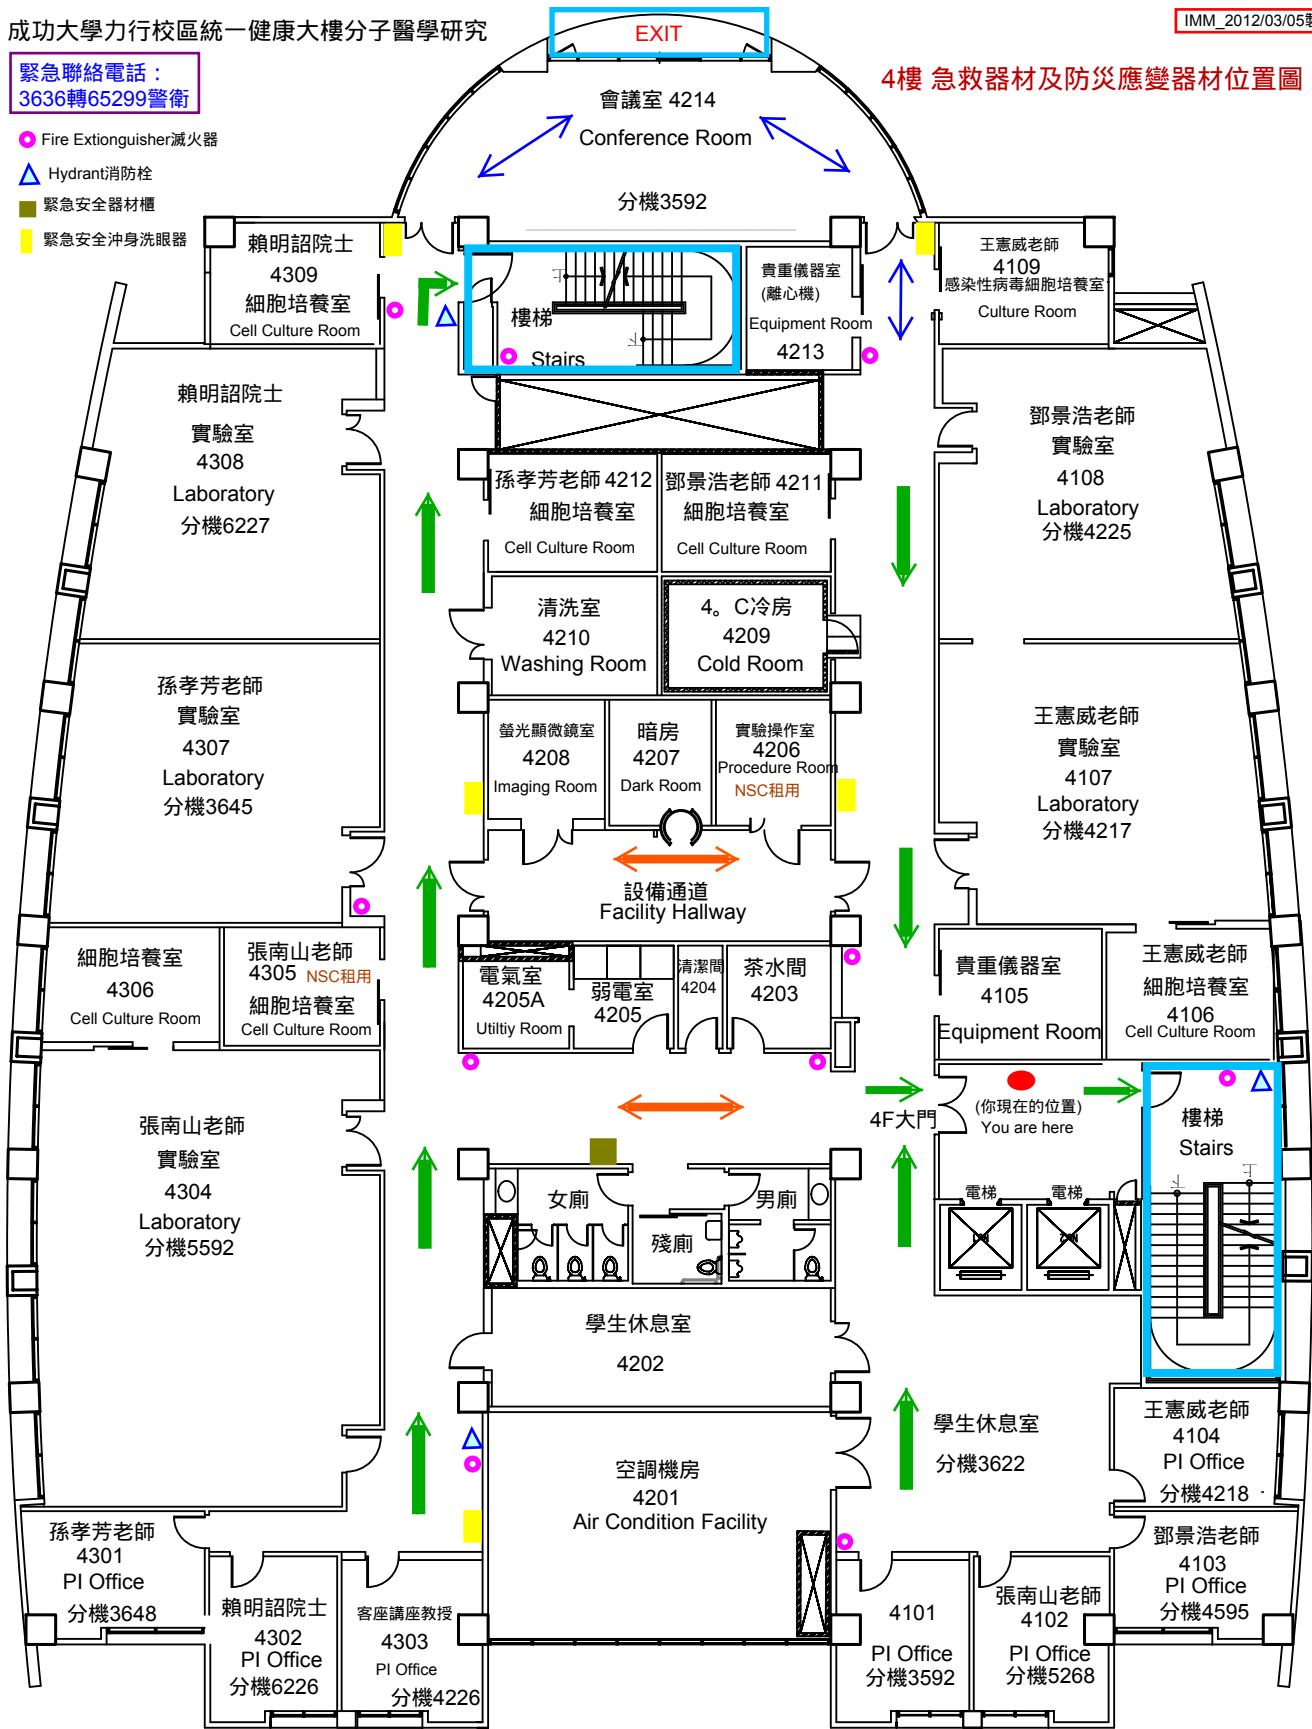 成功大學力行校區統一健康大樓分子醫學研究
EXIT
IMM_2012/03/05製
緊急聯絡電話：
3636轉65299警衛
4樓 急救器材及防災應變器材位置圖
Fire Extionguisher滅火器
Hydrant消防栓
緊急安全器材櫃
緊急安全沖身洗眼器
會議室 4214
Conference Room
分機3592
賴明詔院士
4309
細胞培養室
Cell Culture Room
樓梯
Stairs
貴重儀器室
(離心機)
Equipment Room
4213
王憲威老師
4109
感染性病毒細胞培養室
Culture Room
賴明詔院士
實驗室
4308
Laboratory
分機6227
孫孝芳老師 4212
細胞培養室
Cell Culture Room
鄧景浩老師 4211
細胞培養室
Cell Culture Room
鄧景浩老師
實驗室
4108
Laboratory
分機4225
清洗室
4210
Washing Room
4。C冷房
4209
Cold Room
孫孝芳老師
實驗室
4307
Laboratory
分機3645
螢光顯微鏡室
4208
Imaging Room
暗房
4207
Dark Room
實驗操作室
4206
Procedure Room
NSC租用
王憲威老師
實驗室
4107
Laboratory
分機4217
設備通道
Facility Hallway
細胞培養室
4306
Cell Culture Room
張南山老師
4305 NSC租用
細胞培養室
Cell Culture Room
電氣室
4205A
Utiltiy Room
弱電室
4205
清潔間
4204
茶水間
4203
貴重儀器室
4105
Equipment Room
王憲威老師
細胞培養室
4106
Cell Culture Room
張南山老師
實驗室
4304
Laboratory
分機5592
4F大門
(你現在的位置)
You are here
樓梯
Stairs
女廁
殘廁
男廁
電梯
電梯
學生休息室
4202
空調機房
4201
Air Condition Facility
學生休息室
分機3622
王憲威老師
4104
PI Office
分機4218
孫孝芳老師
4301
PI Office
分機3648
賴明詔院士
4302
PI Office
分機6226
客座講座教授
4303
PI Office
分機4226
4101
PI Office
分機3592
張南山老師
4102
PI Office
分機5268
鄧景浩老師
4103
PI Office
分機4595